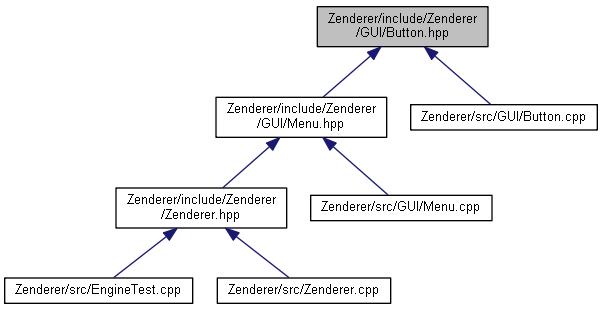 Zenderer/include/Zenderer
/GUI/Button.hpp
Zenderer/include/Zenderer
/GUI/Menu.hpp
Zenderer/src/GUI/Button.cpp
Zenderer/include/Zenderer
/Zenderer.hpp
Zenderer/src/GUI/Menu.cpp
Zenderer/src/EngineTest.cpp
Zenderer/src/Zenderer.cpp